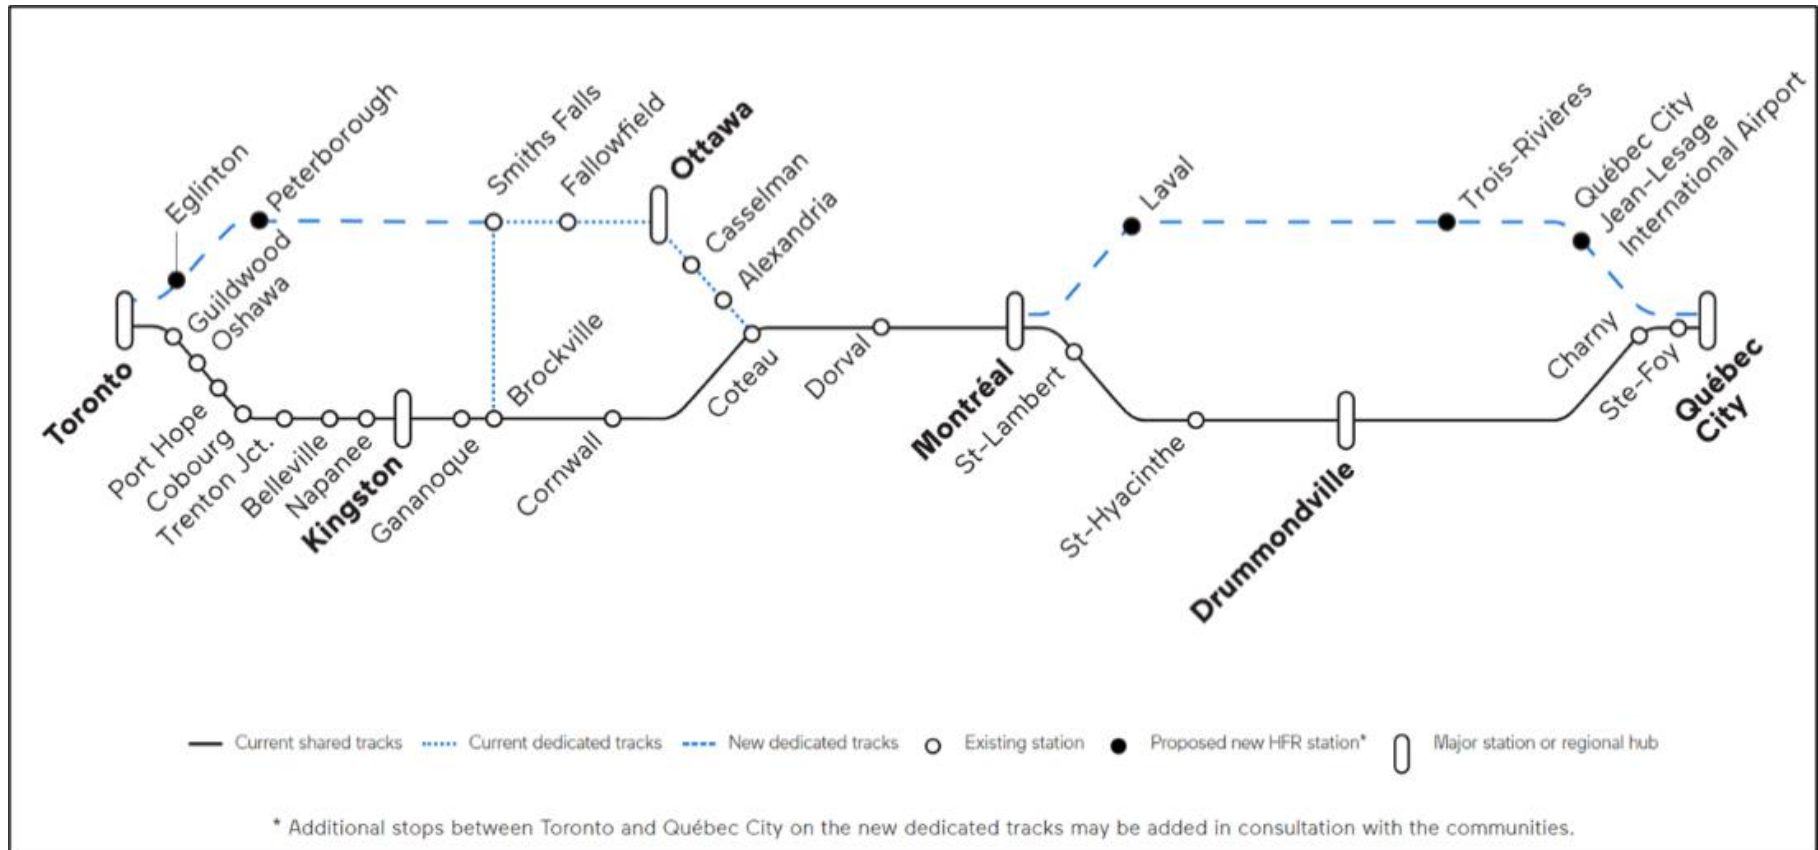 Eglinton
Peterborough
Smiths Falls
Fallowfield
Ottawa
Casselman
Alexandria
Laval
Trois-Rivières
Québec City
Jean-Lesage
International Airport
Toronto
Guildwood
Oshawa
Port Hope
Cobourg
Trenton Jct.
Belleville
Napanee
Kingston
Gananoque
Brockville
Cornwall
Coteau
Dorval
Montréal
St-Lambert
St-Hyacinthe
Drummondville
Charny
Ste-Foy
Québec
City
Current shared tracks
Current dedicated tracks
New dedicated tracks
Existing station
Proposed new HFR station*
Major station or regional hub
* Additional stops between Toronto and Québec City on the new dedicated tracks may be added in consultation with the communities.